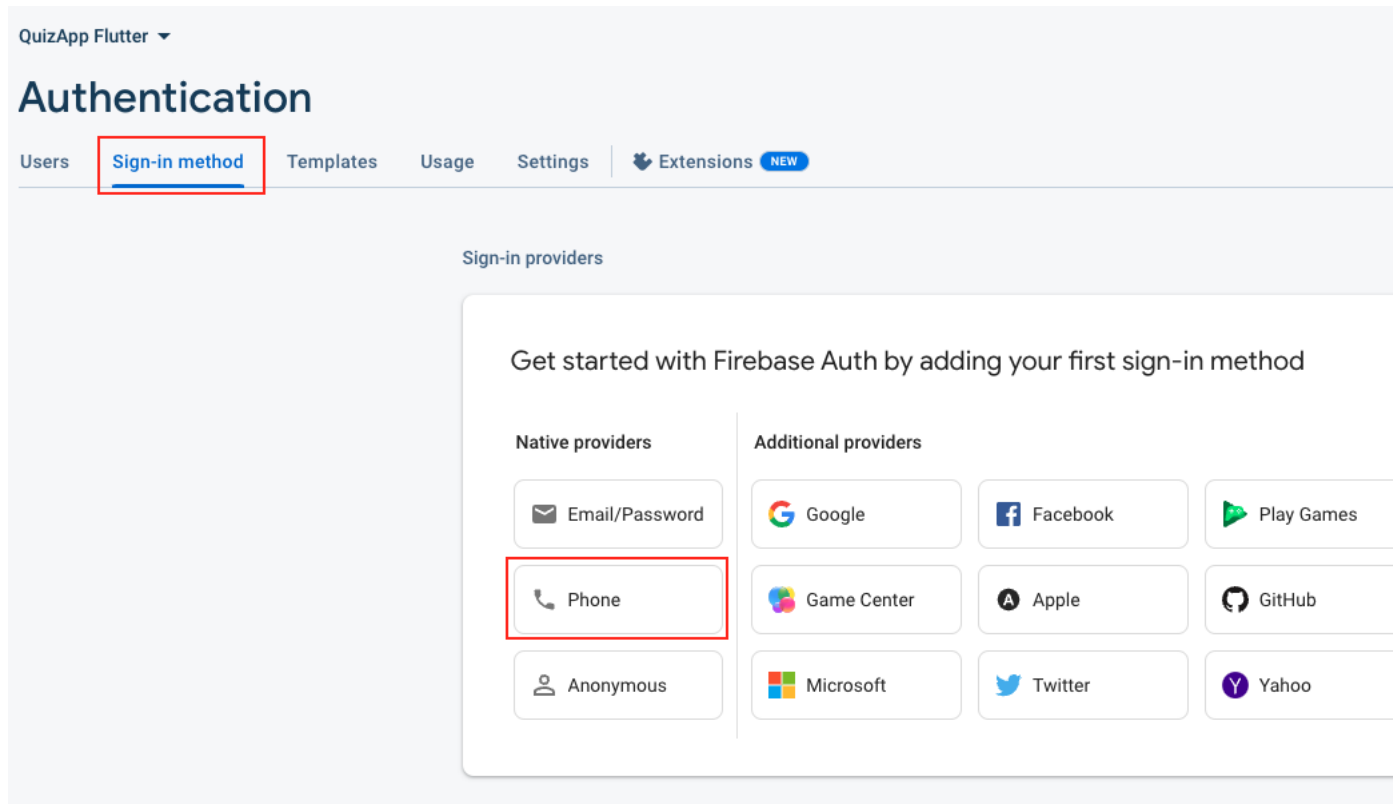 QuizApp Flutter
Authentication
Users Sign-in method Templates Usage Settings Extensions NEW
Sign-in providers
Get started with Firebase Auth by adding your first sign-in method
Native providers Additional providers
Email/Password Google Facebook Play Games
Phone Game Center Apple GitHub
Anonymous Microsoft Twitter Yahoo